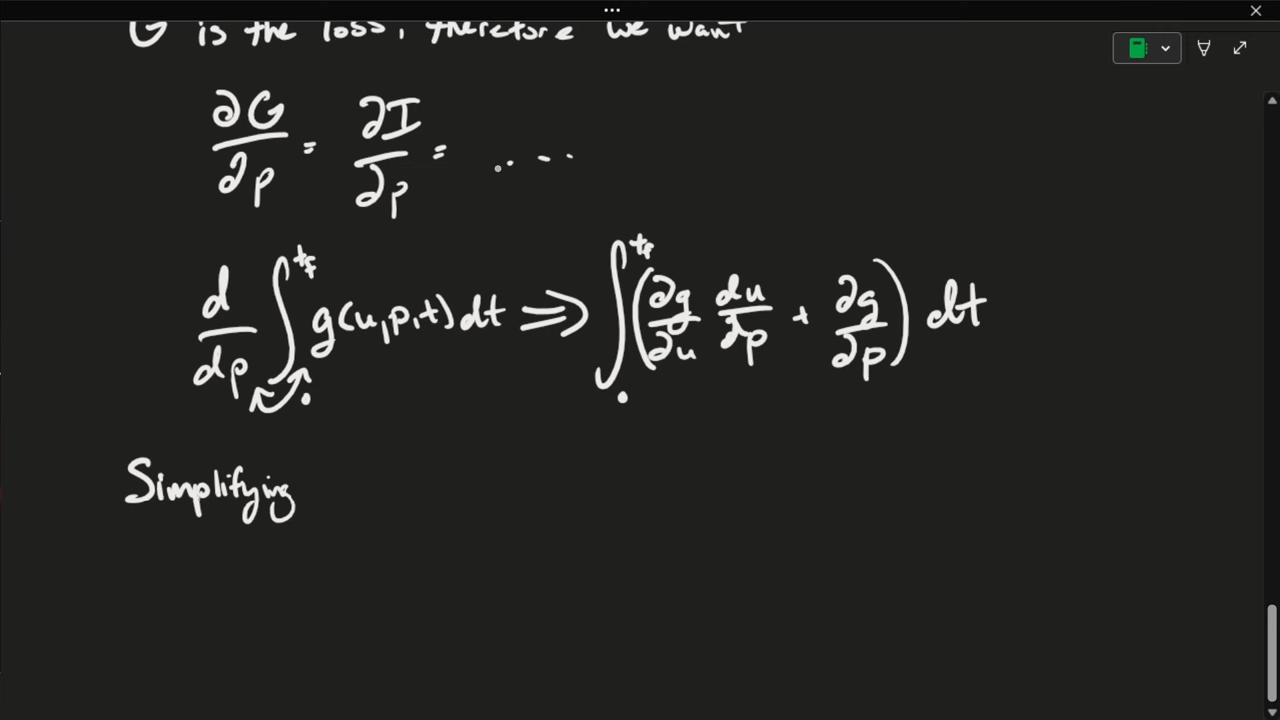 G is the loss, therefore we want
∂G/∂p = ∂I/∂p = ....
d/dp ∫₀^{t_f} g(u,p,t)dt ⟹ ∫₀^{t_f} (∂g/∂u du/dp + ∂g/∂p) dt
Simplifying